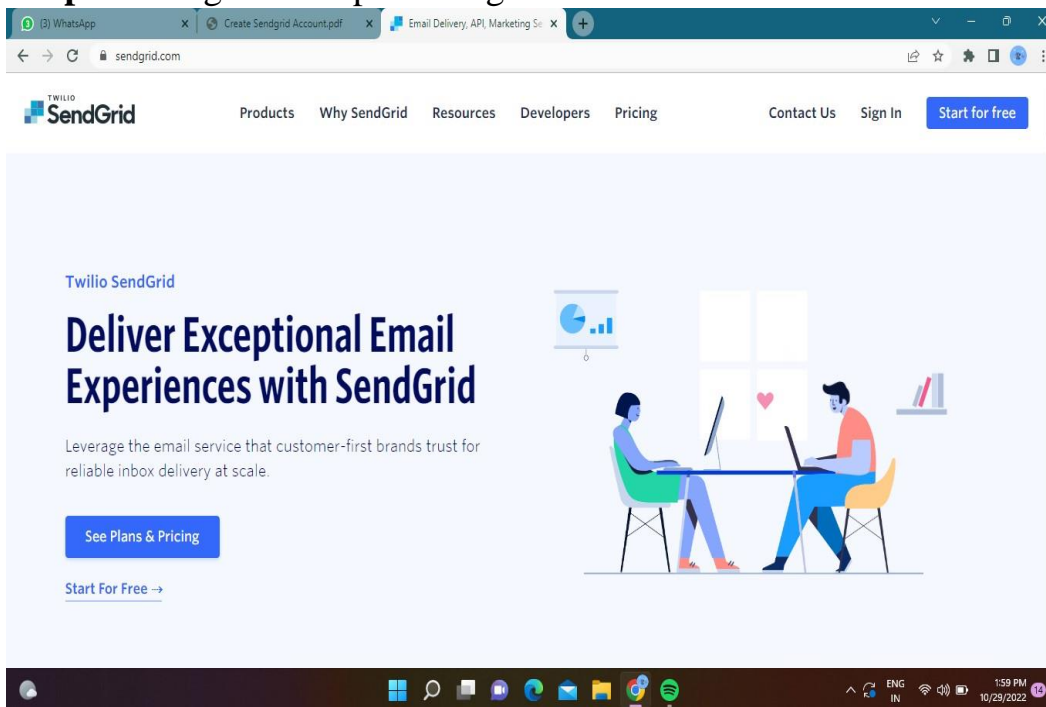 (3) WhatsApp
Create Sendgrid Account.pdf
Email Delivery, API, Marketing Se
sendgrid.com
TWILIO
SendGrid
Products Why SendGrid Resources Developers Pricing Contact Us Sign In Start for free
Twilio SendGrid
Deliver Exceptional Email
Experiences with SendGrid
Leverage the email service that customer-first brands trust for
reliable inbox delivery at scale.
See Plans & Pricing
Start For Free →
ENG
IN
1:59 PM
10/29/2022
14